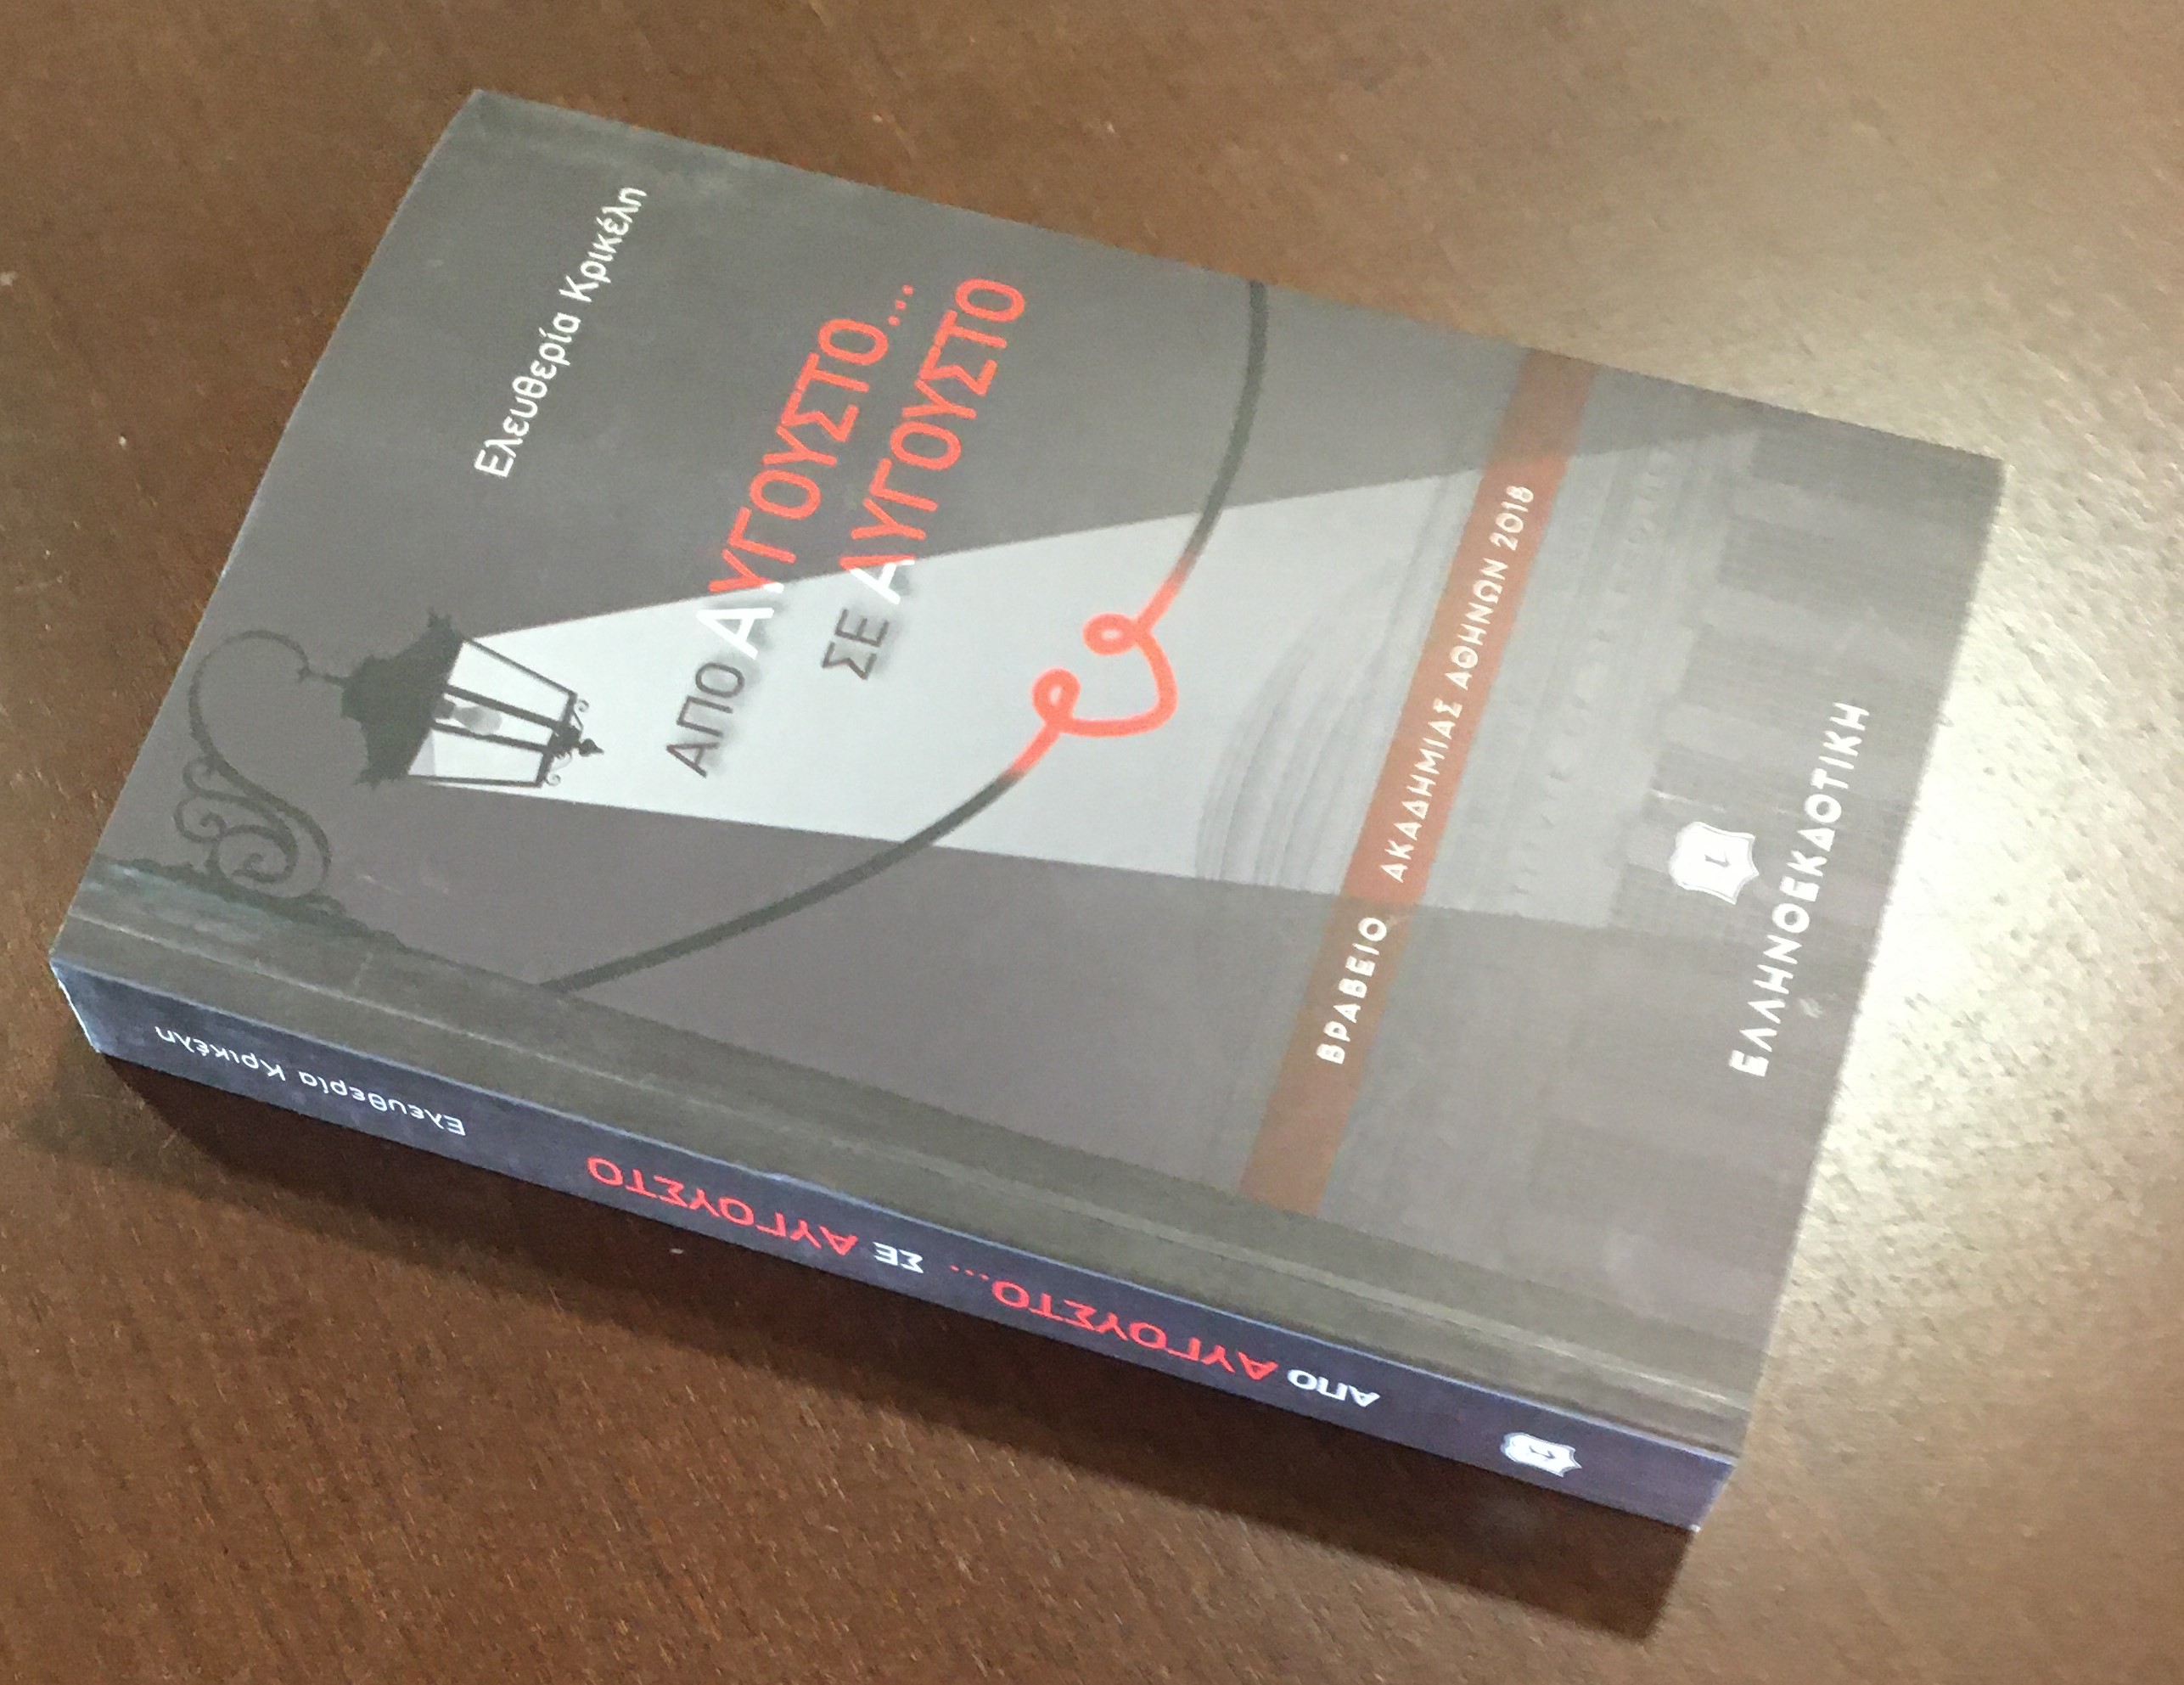 Ελευθερία Κρικέλη
ΑΠΟ ΑΥΓΟΥΣΤΟ...
ΣΕ ΑΥΓΟΥΣΤΟ
ΒΡΑΒΕΙΟ ΑΚΑΔΗΜΙΑΣ ΑΘΗΝΩΝ 2018
ΕΛΛΗΝΟΕΚΔΟΤΙΚΗ
ΑΠΟ ΑΥΓΟΥΣΤΟ... ΣΕ ΑΥΓΟΥΣΤΟ Ελευθερία Κρικέλη